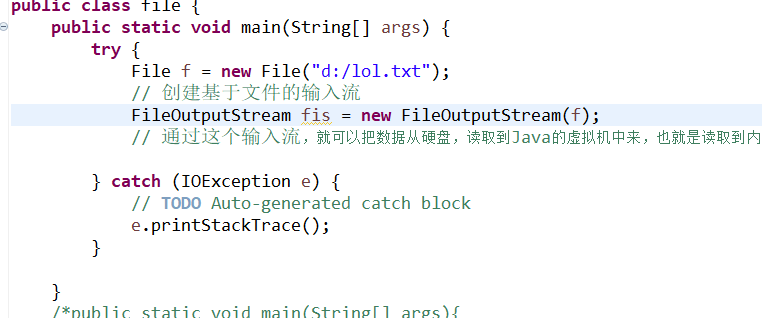 public class file {
public static void main(String[] args) {
try {
File f = new File("d:/lol.txt");
// 创建基于文件的输入流
FileOutputStream fis = new FileOutputStream(f);
// 通过这个输入流，就可以把数据从硬盘，读取到Java的虚拟机中来，也就是读取到内
} catch (IOException e) {
// TODO Auto-generated catch block
e.printStackTrace();
}
}
/*public static void main(String[] args){